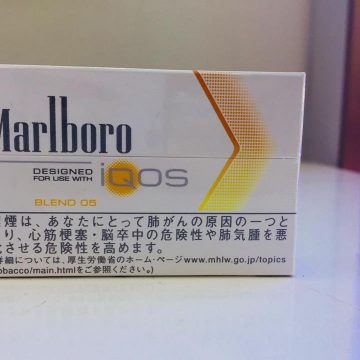 Marlboro
DESIGNED
FOR USE WITH
iQOS
BLEND 05
煙は、あなたにとって肺がんの原因の一つと
り、心筋梗塞・脳卒中の危険性や肺気腫を悪
させる危険性を高めます。
詳細については、厚生労働省のホーム・ページ www.mhlw.go.jp/topics
obacco/main.htmlをご参照ください。)